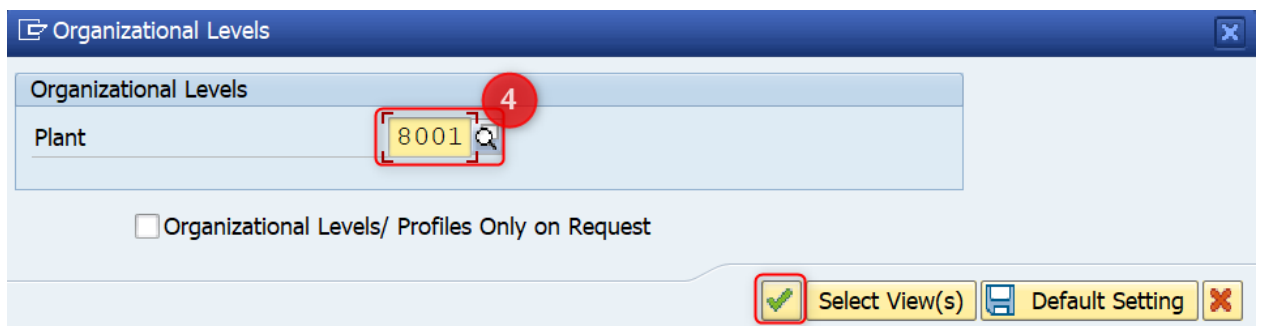 Organizational Levels
Organizational Levels
4
Plant 8001
Organizational Levels/ Profiles Only on Request
Select View(s) Default Setting